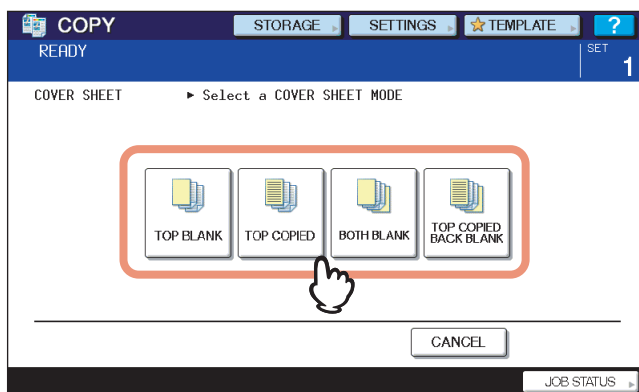 COPY
STORAGE
SETTINGS
TEMPLATE
?
READY
SET
1
COVER SHEET
► Select a COVER SHEET MODE
TOP BLANK
TOP COPIED
BOTH BLANK
TOP COPIED
BACK BLANK
CANCEL
JOB STATUS